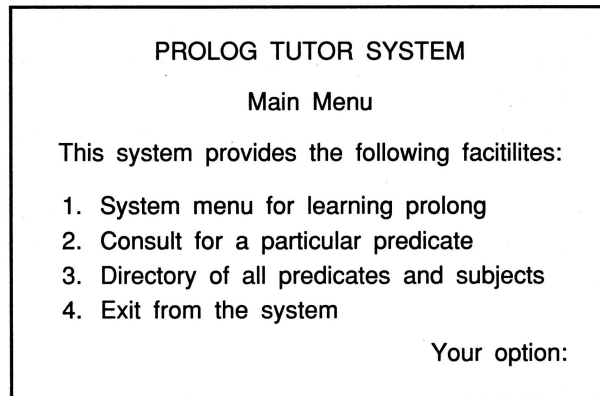 PROLOG TUTOR SYSTEM
Main Menu
This system provides the following facitilites:
1. System menu for learning prolong
2. Consult for a particular predicate
3. Directory of all predicates and subjects
4. Exit from the system
Your option: